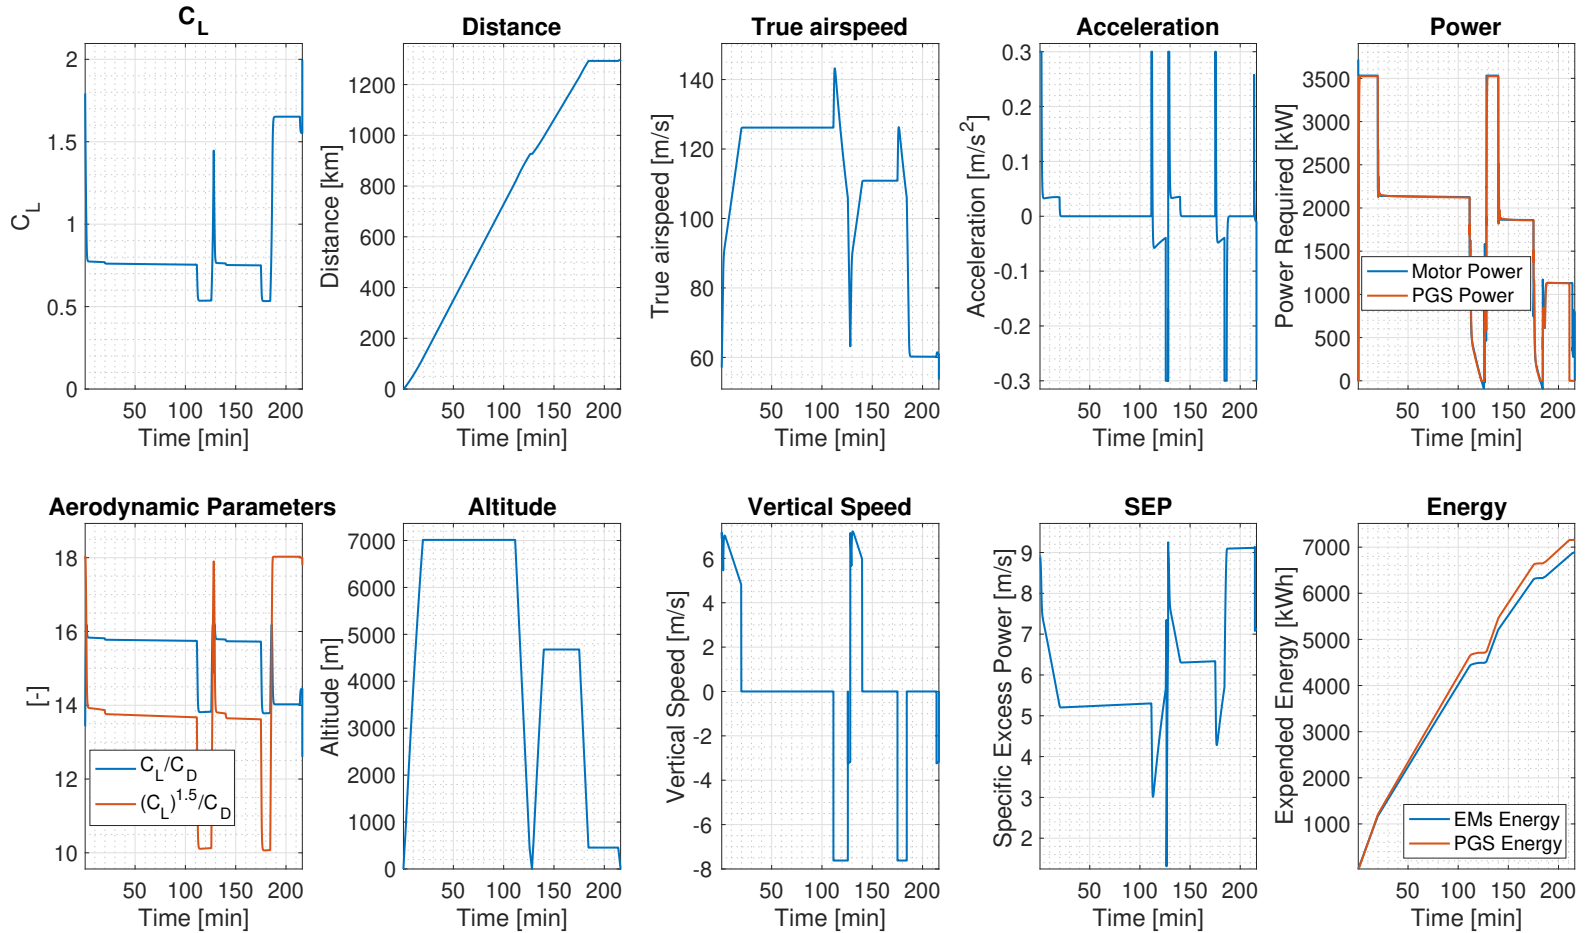 C_L
2
1.5
1
0.5
0
C_L
50 100 150 200
Time [min]
Distance
1200
1000
800
600
400
200
0
Distance [km]
50 100 150 200
Time [min]
True airspeed
140
120
100
80
60
True airspeed [m/s]
50 100 150 200
Time [min]
Acceleration
0.3
0.2
0.1
0
-0.1
-0.2
-0.3
Acceleration [m/s^2]
50 100 150 200
Time [min]
Power
3500
3000
2500
2000
1500
1000
500
0
Power Required [kW]
Motor Power
PGS Power
50 100 150 200
Time [min]
Aerodynamic Parameters
18
16
14
12
10
[-]
C_L/C_D
(C_L)^1.5/C_D
50 100 150 200
Time [min]
Altitude
7000
6000
5000
4000
3000
2000
1000
0
Altitude [m]
50 100 150 200
Time [min]
Vertical Speed
6
4
2
0
-2
-4
-6
-8
Vertical Speed [m/s]
50 100 150 200
Time [min]
SEP
9
8
7
6
5
4
3
2
Specific Excess Power [m/s]
50 100 150 200
Time [min]
Energy
7000
6000
5000
4000
3000
2000
1000
Expended Energy [kWh]
EMs Energy
PGS Energy
50 100 150 200
Time [min]